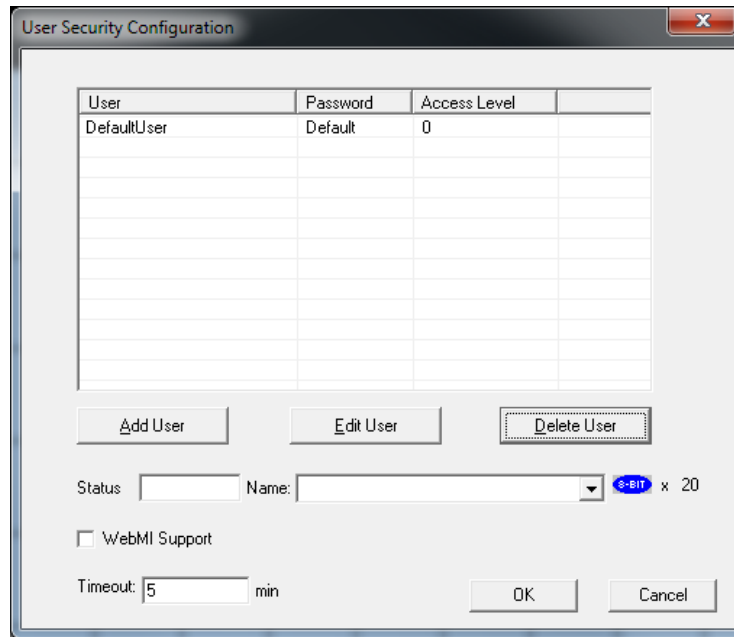 User Security Configuration
User Password Access Level
DefaultUser Default 0
Add User Edit User Delete User
Status Name: 8-BIT x 20
WebMI Support
Timeout: 5 min
OK Cancel